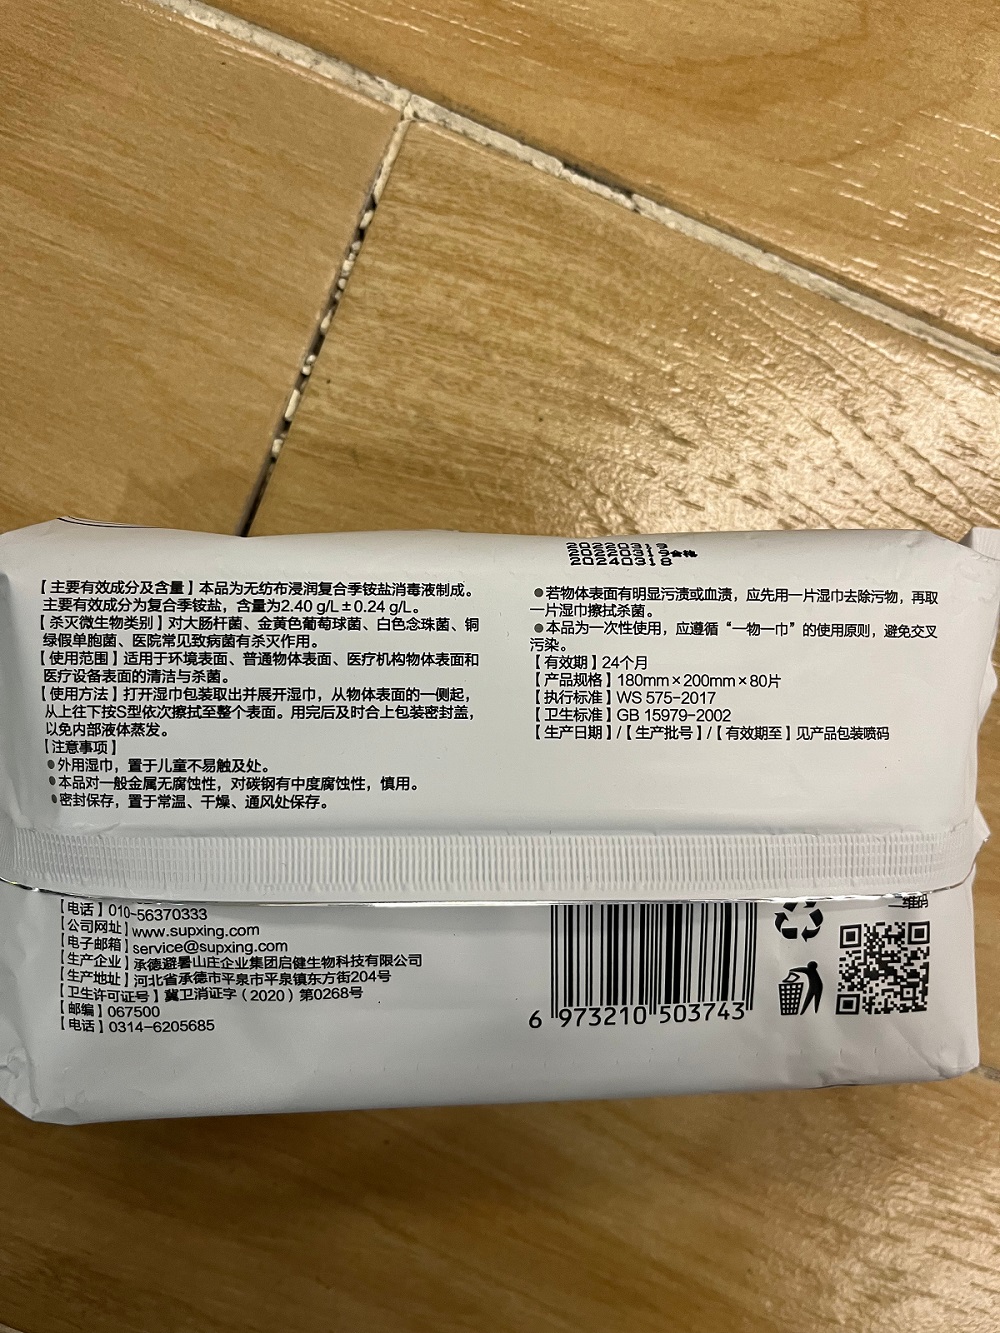 20220319
20220319合格
20240318
【主要有效成分及含量】本品为无纺布浸润复合季铵盐消毒液制成。
主要有效成分为复合季铵盐，含量为2.40 g/L±0.24 g/L。
【杀灭微生物类别】对大肠杆菌、金黄色葡萄球菌、白色念珠菌、铜
绿假单胞菌、医院常见致病菌有杀灭作用。
【使用范围】适用于环境表面、普通物体表面、医疗机构物体表面和
医疗设备表面的清洁与杀菌。
【使用方法】打开湿巾包装取出并展开湿巾，从物体表面的一侧起，
从上往下按S型依次擦拭至整个表面。用完后及时合上包装密封盖，
以免内部液体蒸发。
【注意事项】
●外用湿巾，置于儿童不易触及处。
●本品对一般金属无腐蚀性，对碳钢有中度腐蚀性，慎用。
●密封保存，置于常温、干燥、通风处保存。
●若物体表面有明显污渍或血渍，应先用一片湿巾去除污物，再取
一片湿巾擦拭杀菌。
●本品为一次性使用，应遵循“一物一巾”的使用原则，避免交叉
污染。
【有效期】24个月
【产品规格】180mm×200mm×80片
【执行标准】WS 575-2017
【卫生标准】GB 15979-2002
【生产日期】/【生产批号】/【有效期至】见产品包装喷码
【电话】010-56370333
【公司网址】www.supxing.com
【电子邮箱】service@supxing.com
【生产企业】承德避暑山庄企业集团启健生物科技有限公司
【生产地址】河北省承德市平泉市平泉镇东方街204号
【卫生许可证号】冀卫消证字（2020）第0268号
【邮编】067500
【电话】0314-6205685
6 973210 503743
二维码